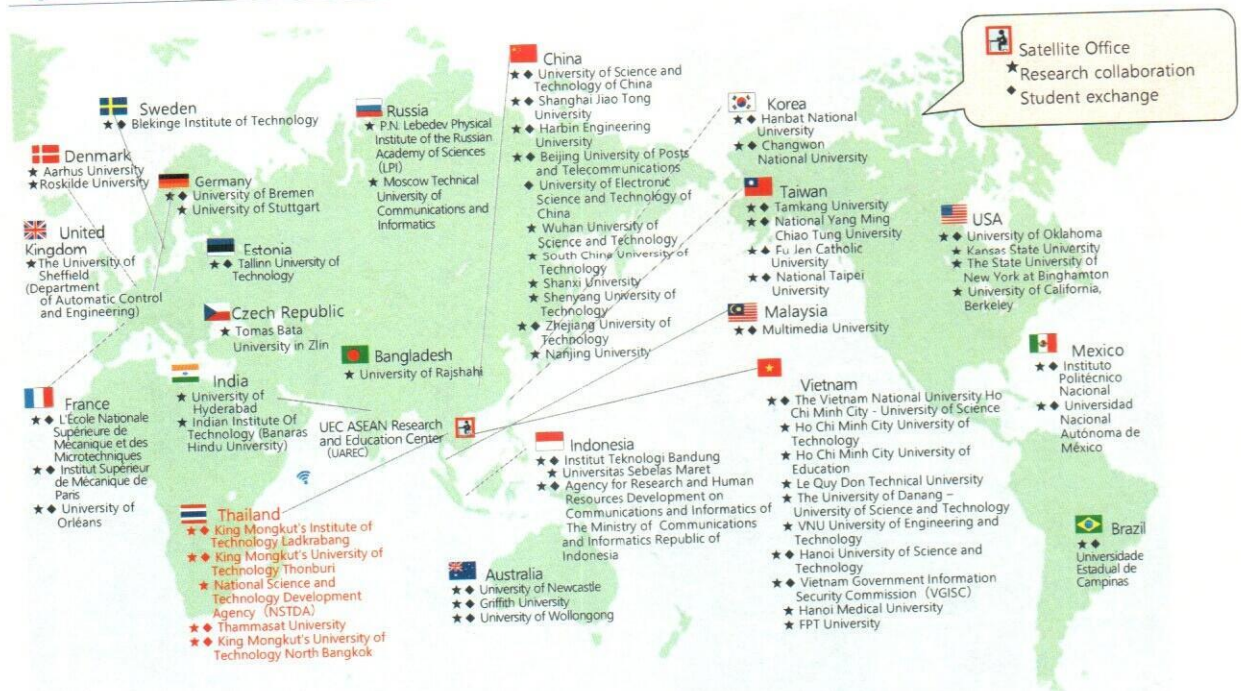 Satellite Office
★Research collaboration
◆Student exchange
Sweden
★◆ Blekinge Institute of Technology
Denmark
★ Aarhus University
★Roskilde University
Germany
★◆ University of Bremen
★ University of Stuttgart
United
Kingdom
★The University of
Sheffield
(Department
of Automatic Control
and Engineering)
Estonia
★◆ Tallinn University of
Technology
Czech Republic
★ Tomas Bata
University in Zlín
Russia
★ P.N. Lebedev Physical
Institute of the Russian
Academy of Sciences
(LPI)
★ Moscow Technical
University of
Communications and
Informatics
China
★◆ University of Science and
Technology of China
★◆ Shanghai Jiao Tong
University
★◆ Harbin Engineering
University
★◆ Beijing University of Posts
and Telecommunications
◆ University of Electronic
Science and Technology of
China
★ Wuhan University of
Science and Technology
★ South China University of
Technology
★ Shanxi University
★ Shenyang University of
Technology
★◆ Zhejiang University of
Technology
★ Nanjing University
Korea
★◆ Hanbat National
University
★◆ Changwon
National University
Taiwan
★◆ Tamkang University
★◆ National Yang Ming
Chiao Tung University
★◆ Fu Jen Catholic
University
★◆ National Taipei
University
Malaysia
★◆ Multimedia University
USA
★◆ University of Oklahoma
★ Kansas State University
★ The State University of
New York at Binghamton
★ University of California,
Berkeley
Mexico
★◆ Instituto
Politécnico
Nacional
★◆ Universidad
Nacional
Autónoma de
México
Brazil
★◆
Universidade
Estadual de
Campinas
France
★◆ L'École Nationale
Supérieure de
Mécanique et des
Microtechniques
★◆ Institut Supérieur
de Mécanique de
Paris
★◆ University of
Orléans
India
★ University of
Hyderabad
★ Indian Institute Of
Technology (Banaras
Hindu University)
Bangladesh
★ University of Rajshahi
UEC ASEAN Research
and Education Center
(UAREC)
Thailand
★◆ King Mongkut's Institute of
Technology Ladkrabang
★◆ King Mongkut's University of
Technology Thonburi
★ National Science and
Technology Development
Agency (NSTDA)
★◆ Thammasat University
★◆ King Mongkut's University of
Technology North Bangkok
Indonesia
★◆ Institut Teknologi Bandung
★ Universitas Sebelas Maret
★◆ Agency for Research and Human
Resources Development on
Communications and Informatics of
The Ministry of Communications
and Informatics Republic of
Indonesia
Australia
★◆ University of Newcastle
★◆ Griffith University
★◆ University of Wollongong
Vietnam
★◆ The Vietnam National University Ho
Chi Minh City - University of Science
★ Ho Chi Minh City University of
Technology
★ Ho Chi Minh City University of
Education
★ Le Quy Don Technical University
★ The University of Danang –
University of Science and Technology
★ VNU University of Engineering and
Technology
★◆ Hanoi University of Science and
Technology
★◆ Vietnam Government Information
Security Commission (VGISC)
★ Hanoi Medical University
★ FPT University